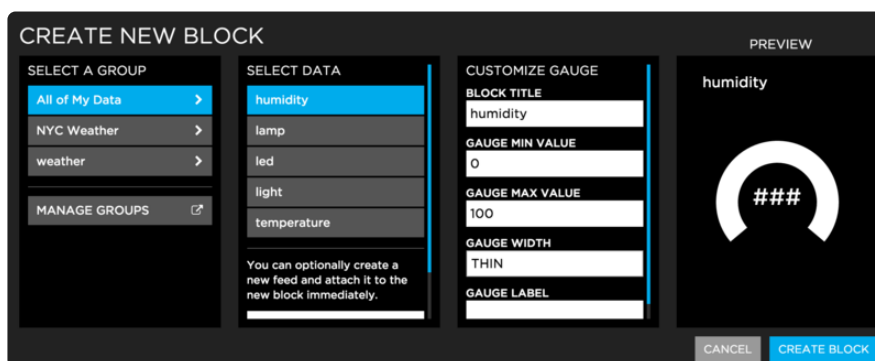 CREATE NEW BLOCK
SELECT A GROUP
All of My Data
NYC Weather
weather
MANAGE GROUPS
SELECT DATA
humidity
lamp
led
light
temperature
You can optionally create a
new feed and attach it to the
new block immediately.
CUSTOMIZE GAUGE
BLOCK TITLE
humidity
GAUGE MIN VALUE
0
GAUGE MAX VALUE
100
GAUGE WIDTH
THIN
GAUGE LABEL
PREVIEW
humidity
###
CANCEL
CREATE BLOCK